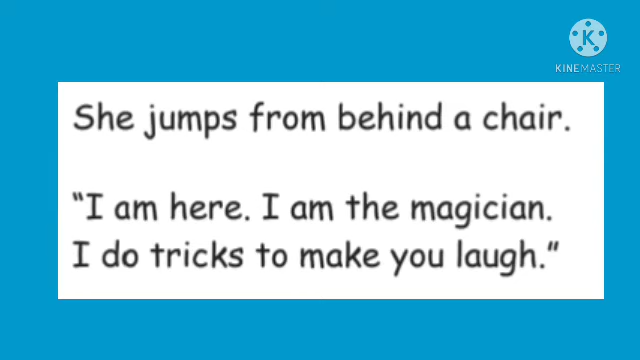 K
KINEMASTER
She jumps from behind a chair.
“I am here. I am the magician.
I do tricks to make you laugh.”